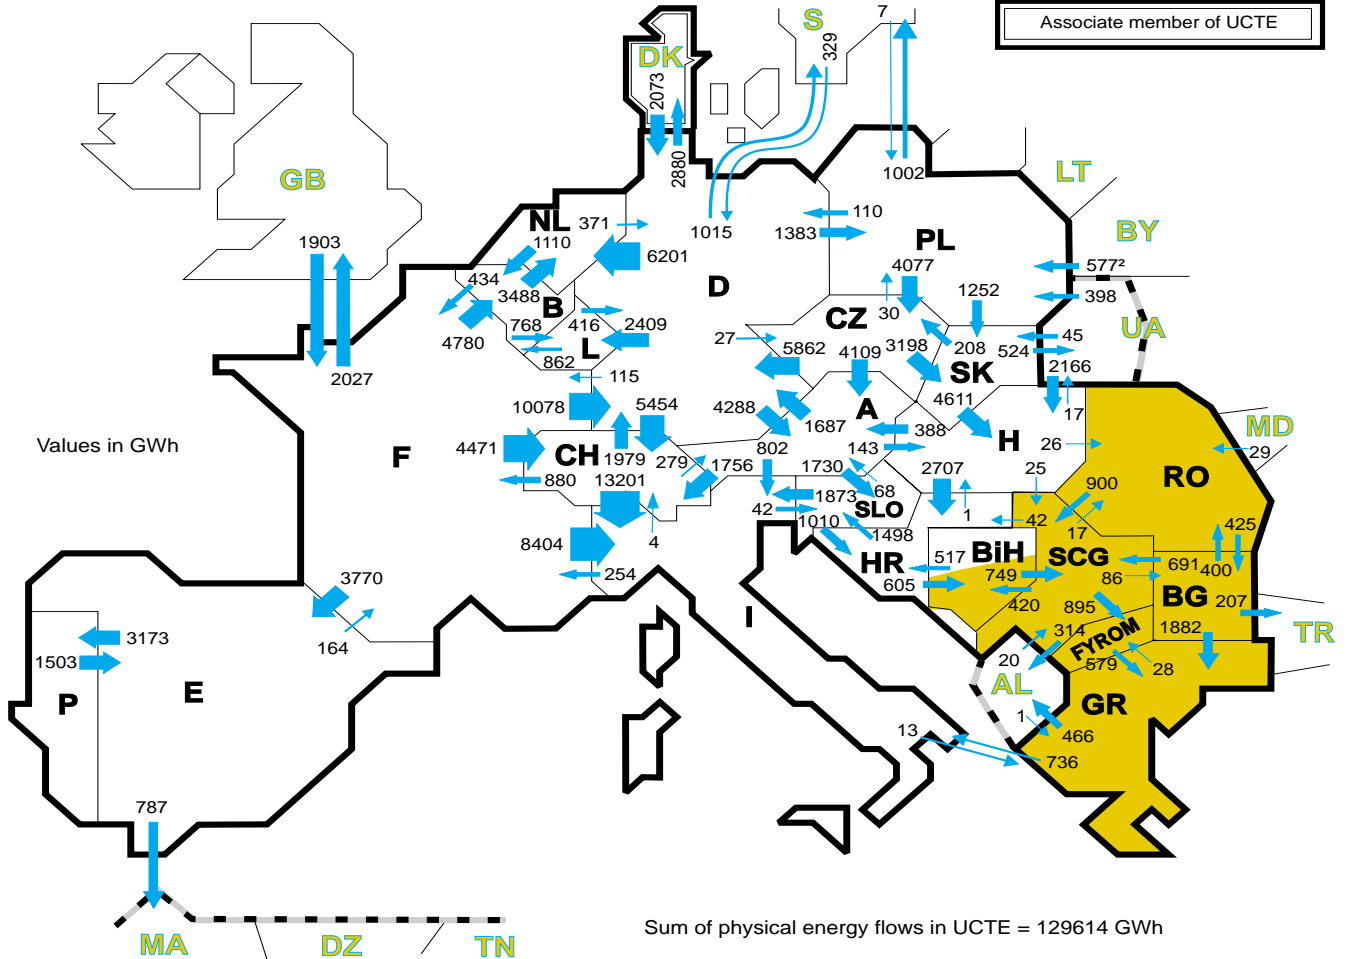 7
S
Associate member of UCTE
329
DK
2073
2880
1002
LT
GB
NL
371
110
1015
1383
BY
1903
1110
6201
PL
577²
434
3488
D
4077
1252
398
B
30
CZ
UA
4780
768
416
2409
27
3198
208
45
524
L
862
5862
4109
SK
2166
2027
115
10078
5454
4288
A
4611
17
1687
388
MD
Values in GWh
4471
F
CH
1979
279
802
143
H
26
29
1756
1730
2707
25
RO
880
13201
68
900
42
1873
SLO
1
42
1010
1498
17
425
8404
4
HR
517
BiH
SCG
691
400
254
605
749
86
BG
207
3770
420
895
1882
I
314
FYROM
TR
164
3173
1503
20
579
28
P
E
AL
GR
1
466
13
736
787
Sum of physical energy flows in UCTE = 129614 GWh
MA
DZ
TN